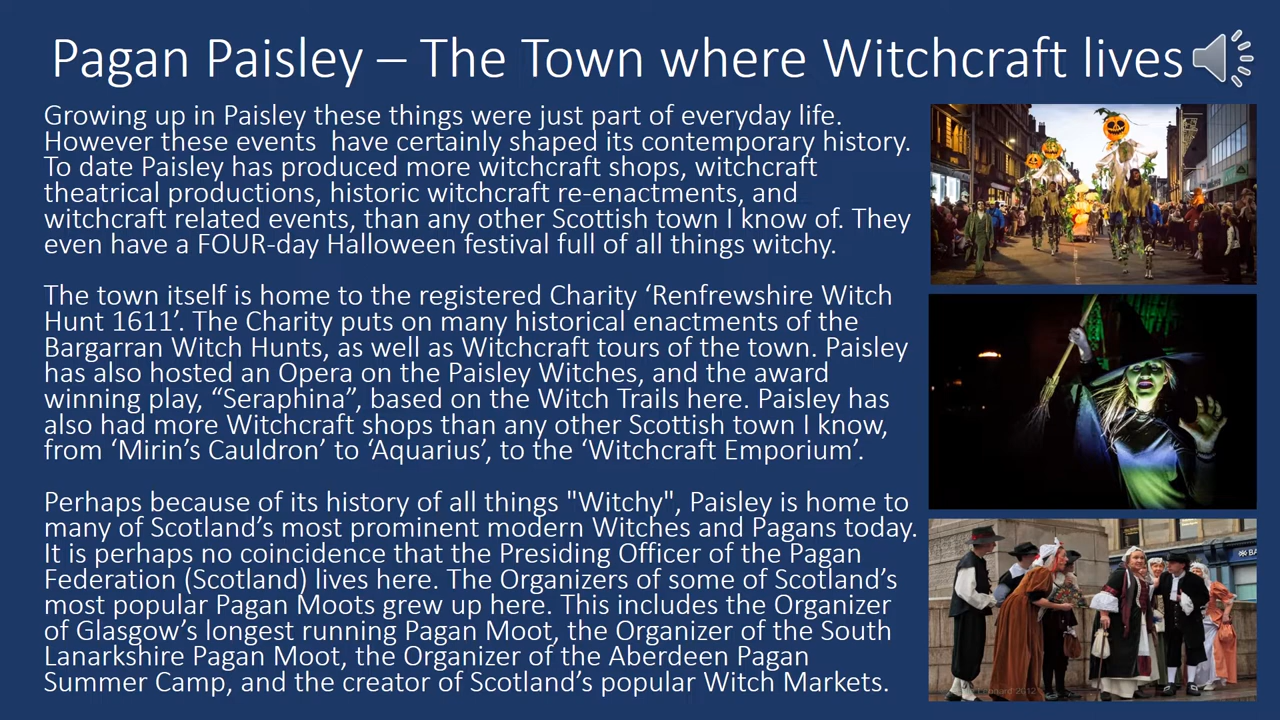 Pagan Paisley – The Town where Witchcraft lives
Growing up in Paisley these things were just part of everyday life.
However these events  have certainly shaped its contemporary history.
To date Paisley has produced more witchcraft shops, witchcraft
theatrical productions, historic witchcraft re-enactments, and
witchcraft related events, than any other Scottish town I know of. They
even have a FOUR-day Halloween festival full of all things witchy.
The town itself is home to the registered Charity ‘Renfrewshire Witch
Hunt 1611’. The Charity puts on many historical enactments of the
Bargarran Witch Hunts, as well as Witchcraft tours of the town. Paisley
has also hosted an Opera on the Paisley Witches, and the award
winning play, “Seraphina”, based on the Witch Trails here. Paisley has
also had more Witchcraft shops than any other Scottish town I know,
from ‘Mirin’s Cauldron’ to ‘Aquarius’, to the ‘Witchcraft Emporium’.
Perhaps because of its history of all things "Witchy", Paisley is home to
many of Scotland’s most prominent modern Witches and Pagans today.
It is perhaps no coincidence that the Presiding Officer of the Pagan
Federation (Scotland) lives here. The Organizers of some of Scotland’s
most popular Pagan Moots grew up here. This includes the Organizer
of Glasgow’s longest running Pagan Moot, the Organizer of the South
Lanarkshire Pagan Moot, the Organizer of the Aberdeen Pagan
Summer Camp, and the creator of Scotland’s popular Witch Markets.
2012